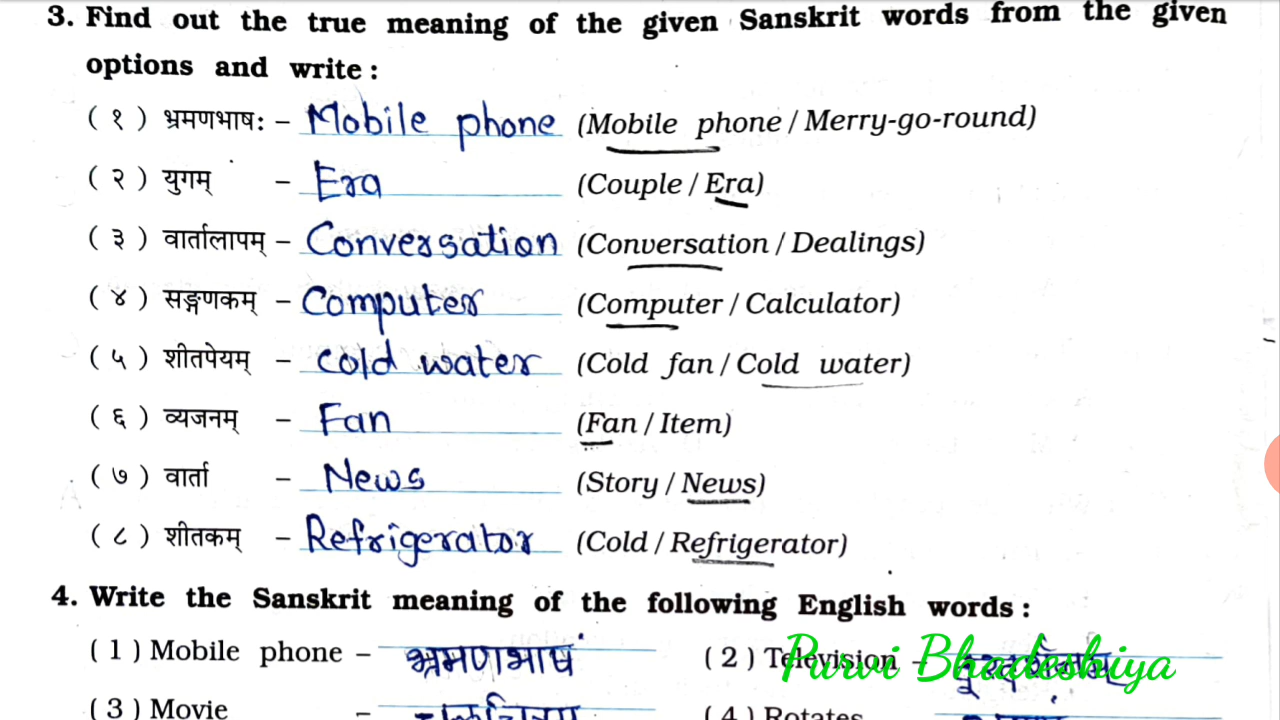 3. Find out the true meaning of the given Sanskrit words from the given
options and write :
( १ ) भ्रमणभाषः – Mobile phone (Mobile phone / Merry-go-round)
( २ ) युगम् – Era (Couple / Era)
( ३ ) वार्तालापम् – Conversation (Conversation / Dealings)
( ४ ) सङ्गणकम् – Computer (Computer / Calculator)
( ५ ) शीतपेयम् – Cold water (Cold fan / Cold water)
( ६ ) व्यजनम् – Fan (Fan / Item)
( ७ ) वार्ता – News (Story / News)
( ८ ) शीतकम् – Refrigerator (Cold / Refrigerator)
4. Write the Sanskrit meaning of the following English words :
( 1 ) Mobile phone – भ्रमणभाषं ( 2 ) Television –
Purvi Bhadeshiya
( 3 ) Movie – ( 4 ) Rotates